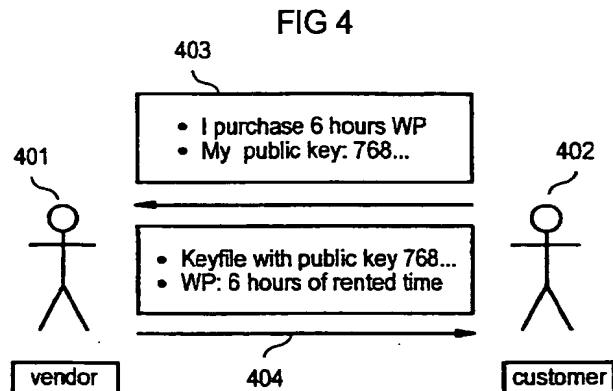 FIG 4
403
• I purchase 6 hours WP
• My public key: 768...
401
402
• Keyfile with public key 768...
• WP: 6 hours of rented time
404
vendor
customer